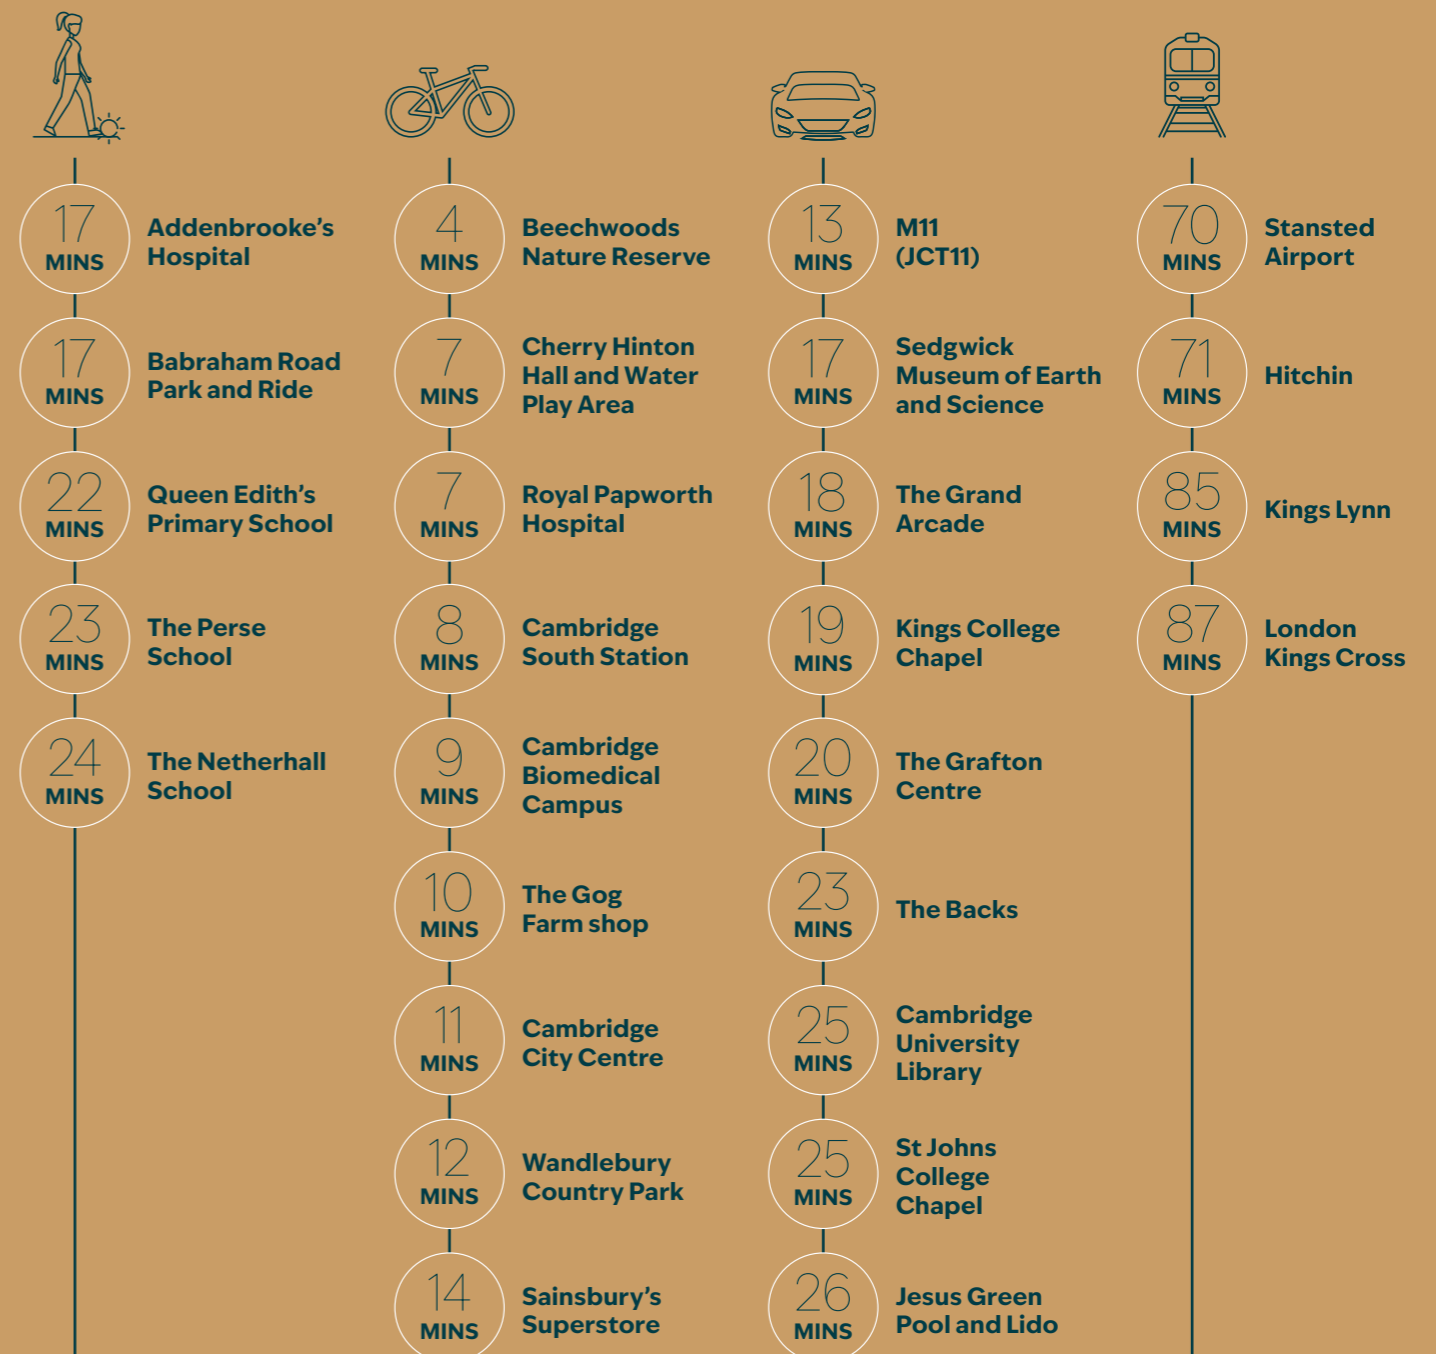 17
MINS
Addenbrooke's
Hospital
17
MINS
Babraham Road
Park and Ride
22
MINS
Queen Edith's
Primary School
23
MINS
The Perse
School
24
MINS
The Netherhall
School
4
MINS
Beechwoods
Nature Reserve
7
MINS
Cherry Hinton
Hall and Water
Play Area
7
MINS
Royal Papworth
Hospital
8
MINS
Cambridge
South Station
9
MINS
Cambridge
Biomedical
Campus
10
MINS
The Gog
Farm shop
11
MINS
Cambridge
City Centre
12
MINS
Wandlebury
Country Park
14
MINS
Sainsbury's
Superstore
13
MINS
M11
(JCT11)
17
MINS
Sedgwick
Museum of Earth
and Science
18
MINS
The Grand
Arcade
19
MINS
Kings College
Chapel
20
MINS
The Grafton
Centre
23
MINS
The Backs
25
MINS
Cambridge
University
Library
25
MINS
St Johns
College
Chapel
26
MINS
Jesus Green
Pool and Lido
70
MINS
Stansted
Airport
71
MINS
Hitchin
85
MINS
Kings Lynn
87
MINS
London
Kings Cross